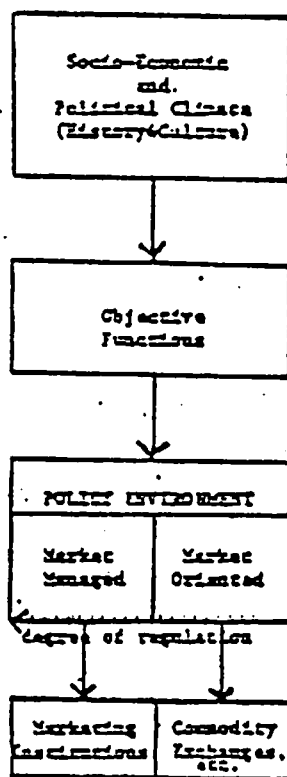 Socio-Economic
and.
Political Climate
(History&Culture)
Objective
Functions
POLICY ENVIRONMENT
Market Managed
Market Oriented
degree of regulation
Marketing Institutions
Commodity Exchanges, etc.